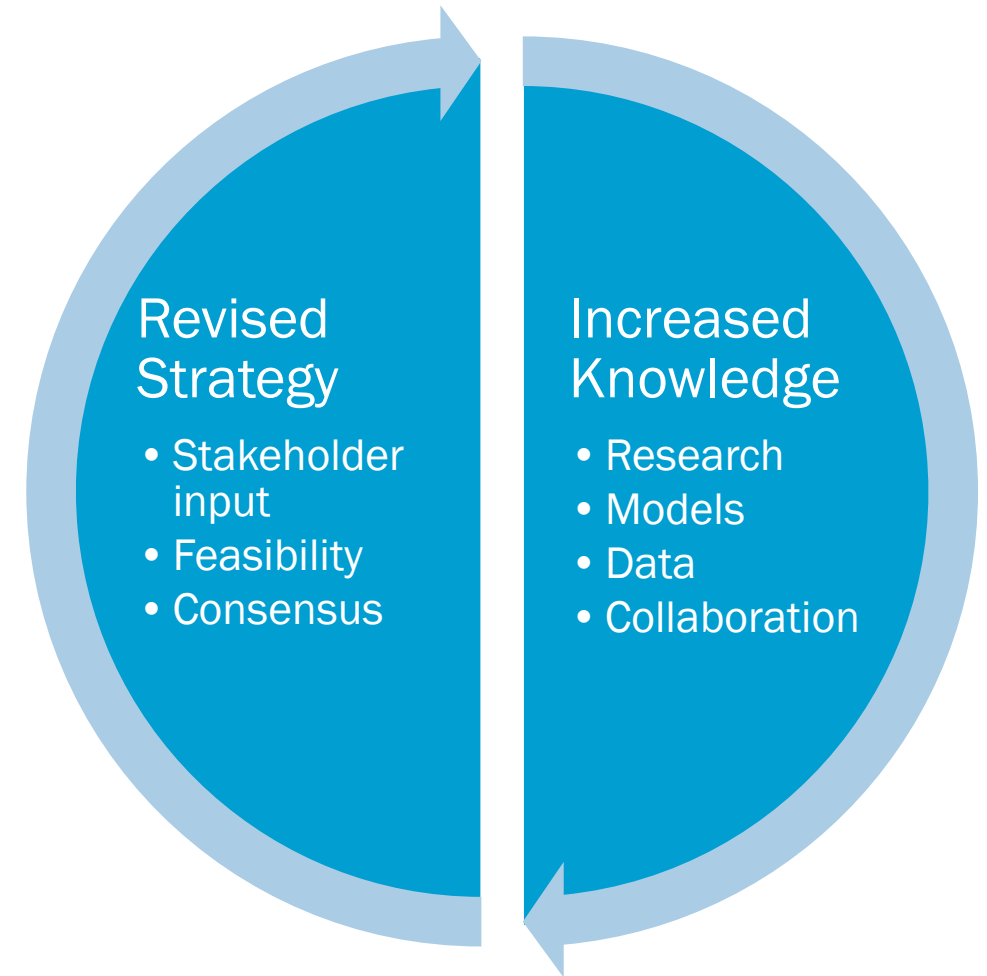 Revised
Strategy
• Stakeholder
input
• Feasibility
• Consensus
Increased
Knowledge
• Research
• Models
• Data
• Collaboration